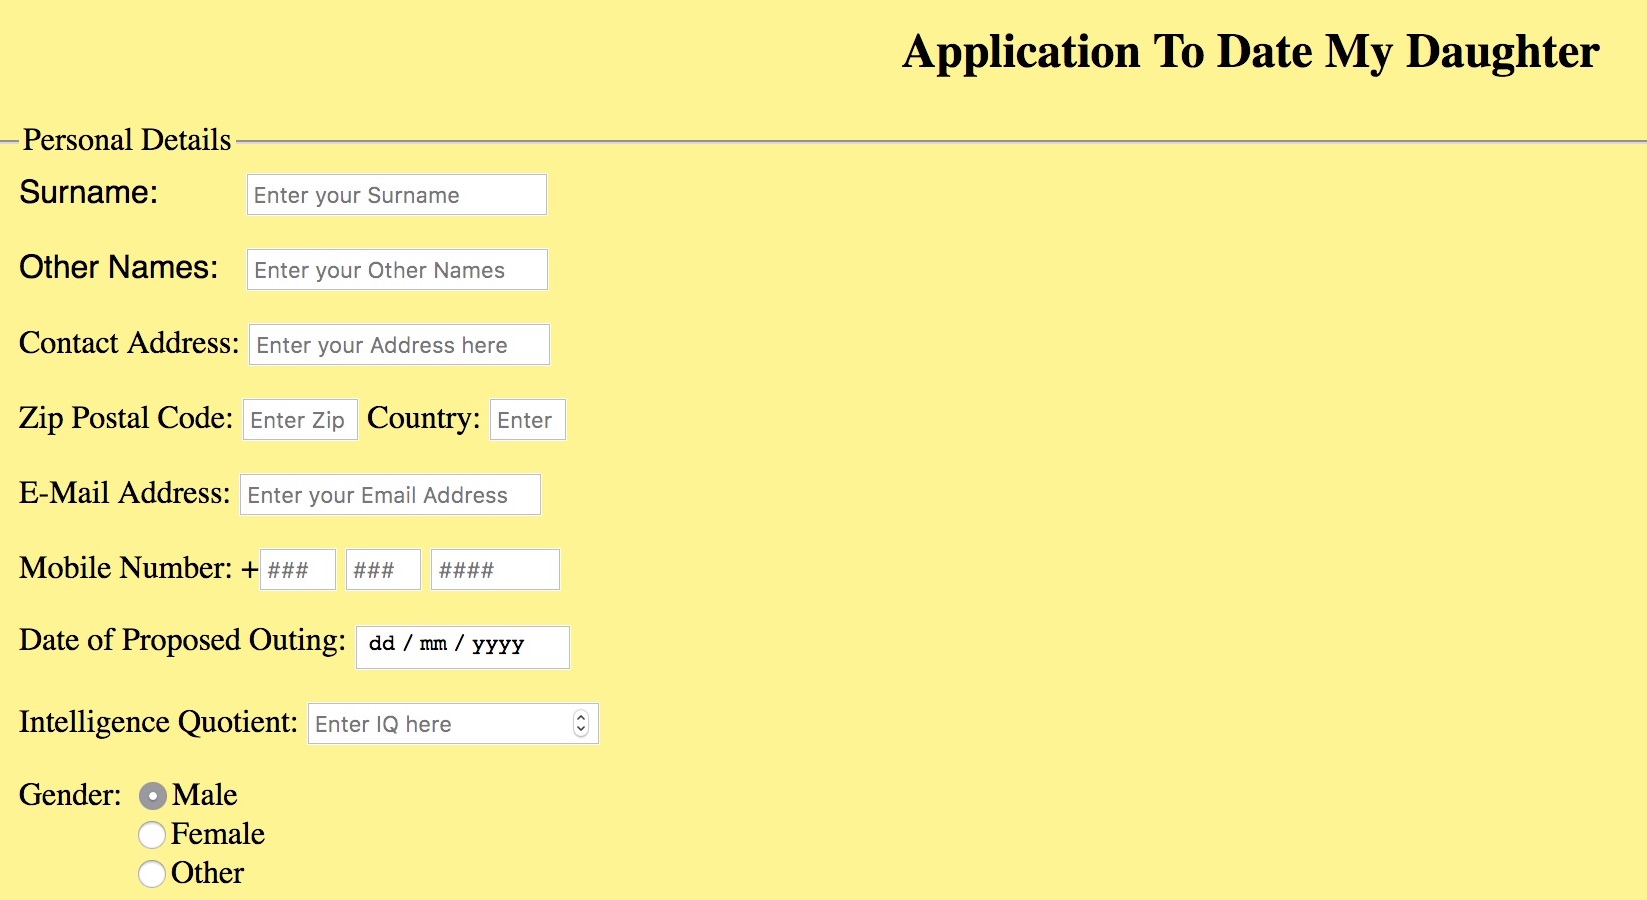 Application To Date My Daughter
Personal Details
Surname: Enter your Surname
Other Names: Enter your Other Names
Contact Address: Enter your Address here
Zip Postal Code: Enter Zip Country: Enter
E-Mail Address: Enter your Email Address
Mobile Number: +### ### ####
Date of Proposed Outing: dd / mm / yyyy
Intelligence Quotient: Enter IQ here
Gender: Male
Female
Other